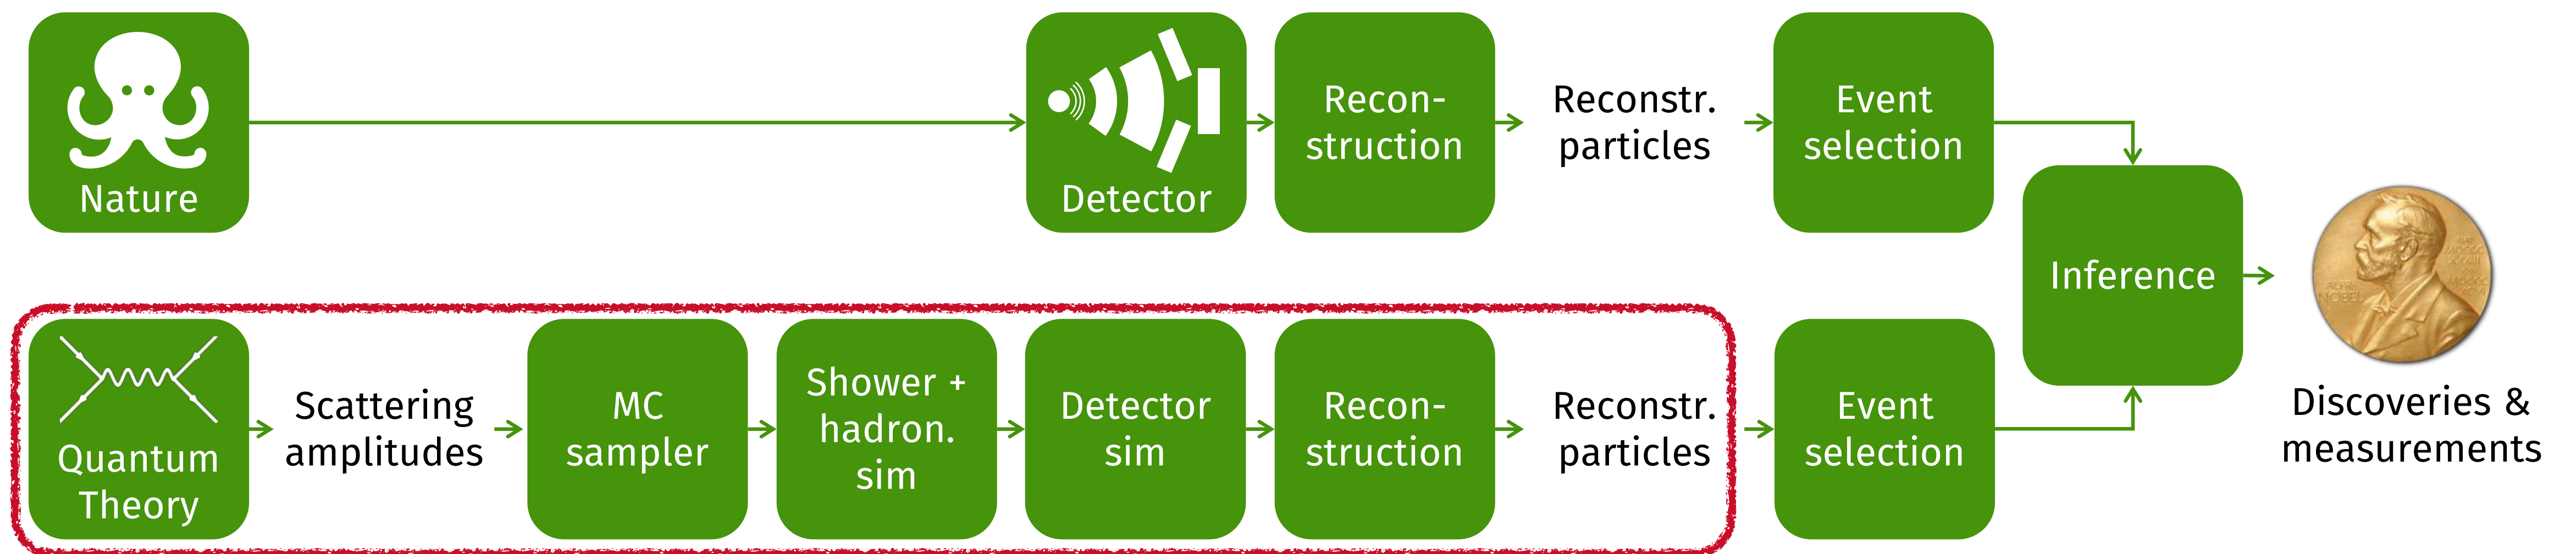 Nature
Detector
Recon-
struction
Reconstr.
particles
Event
selection
Inference
Discoveries &
measurements
Quantum
Theory
Scattering
amplitudes
MC
sampler
Shower +
hadron.
sim
Detector
sim
Recon-
struction
Reconstr.
particles
Event
selection